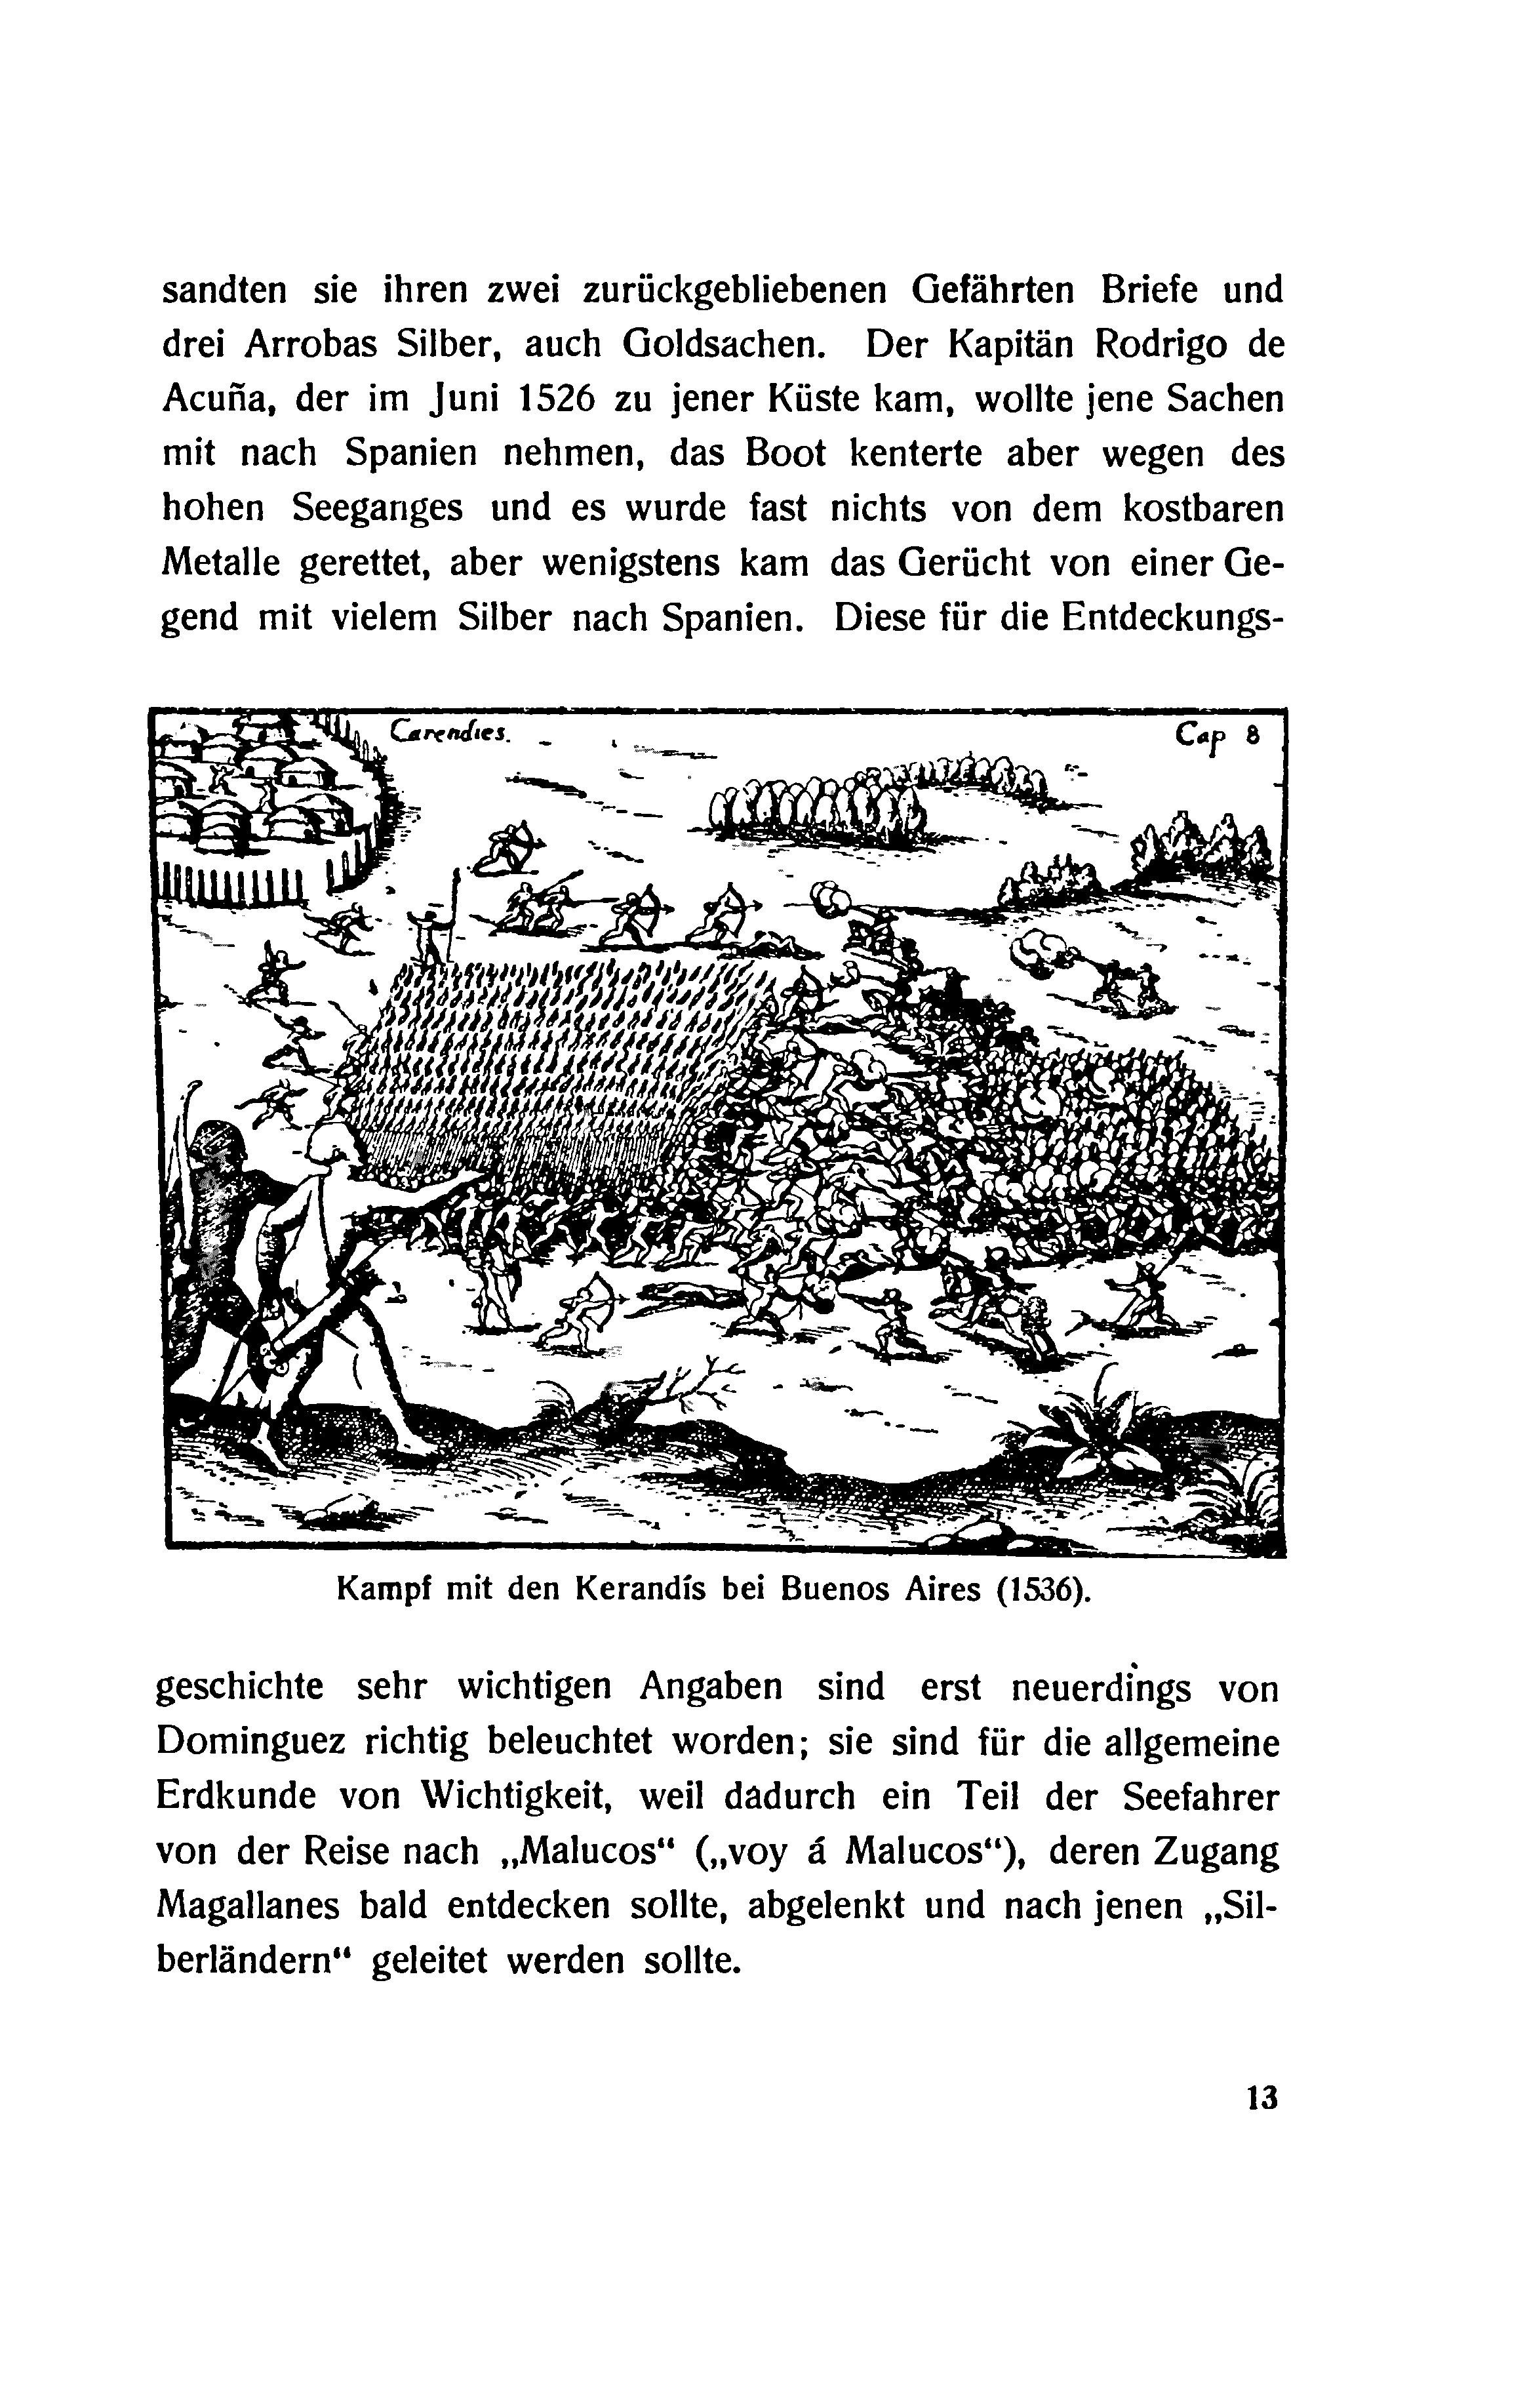 sandten sie ihren zwei zurückgebliebenen Gefährten Briefe und
drei Arrobas Silber, auch Goldsachen. Der Kapitän Rodrigo de
Acuña, der im Juni 1526 zu jener Küste kam, wollte jene Sachen
mit nach Spanien nehmen, das Boot kenterte aber wegen des
hohen Seeganges und es wurde fast nichts von dem kostbaren
Metalle gerettet, aber wenigstens kam das Gerücht von einer Ge-
gend mit vielem Silber nach Spanien. Diese für die Entdeckungs-
Carendies. Cap 8
Kampf mit den Kerandís bei Buenos Aires (1536).
geschichte sehr wichtigen Angaben sind erst neuerdings von
Dominguez richtig beleuchtet worden; sie sind für die allgemeine
Erdkunde von Wichtigkeit, weil dadurch ein Teil der Seefahrer
von der Reise nach „Malucos“ („voy á Malucos“), deren Zugang
Magallanes bald entdecken sollte, abgelenkt und nach jenen „Sil-
berländern“ geleitet werden sollte.
13